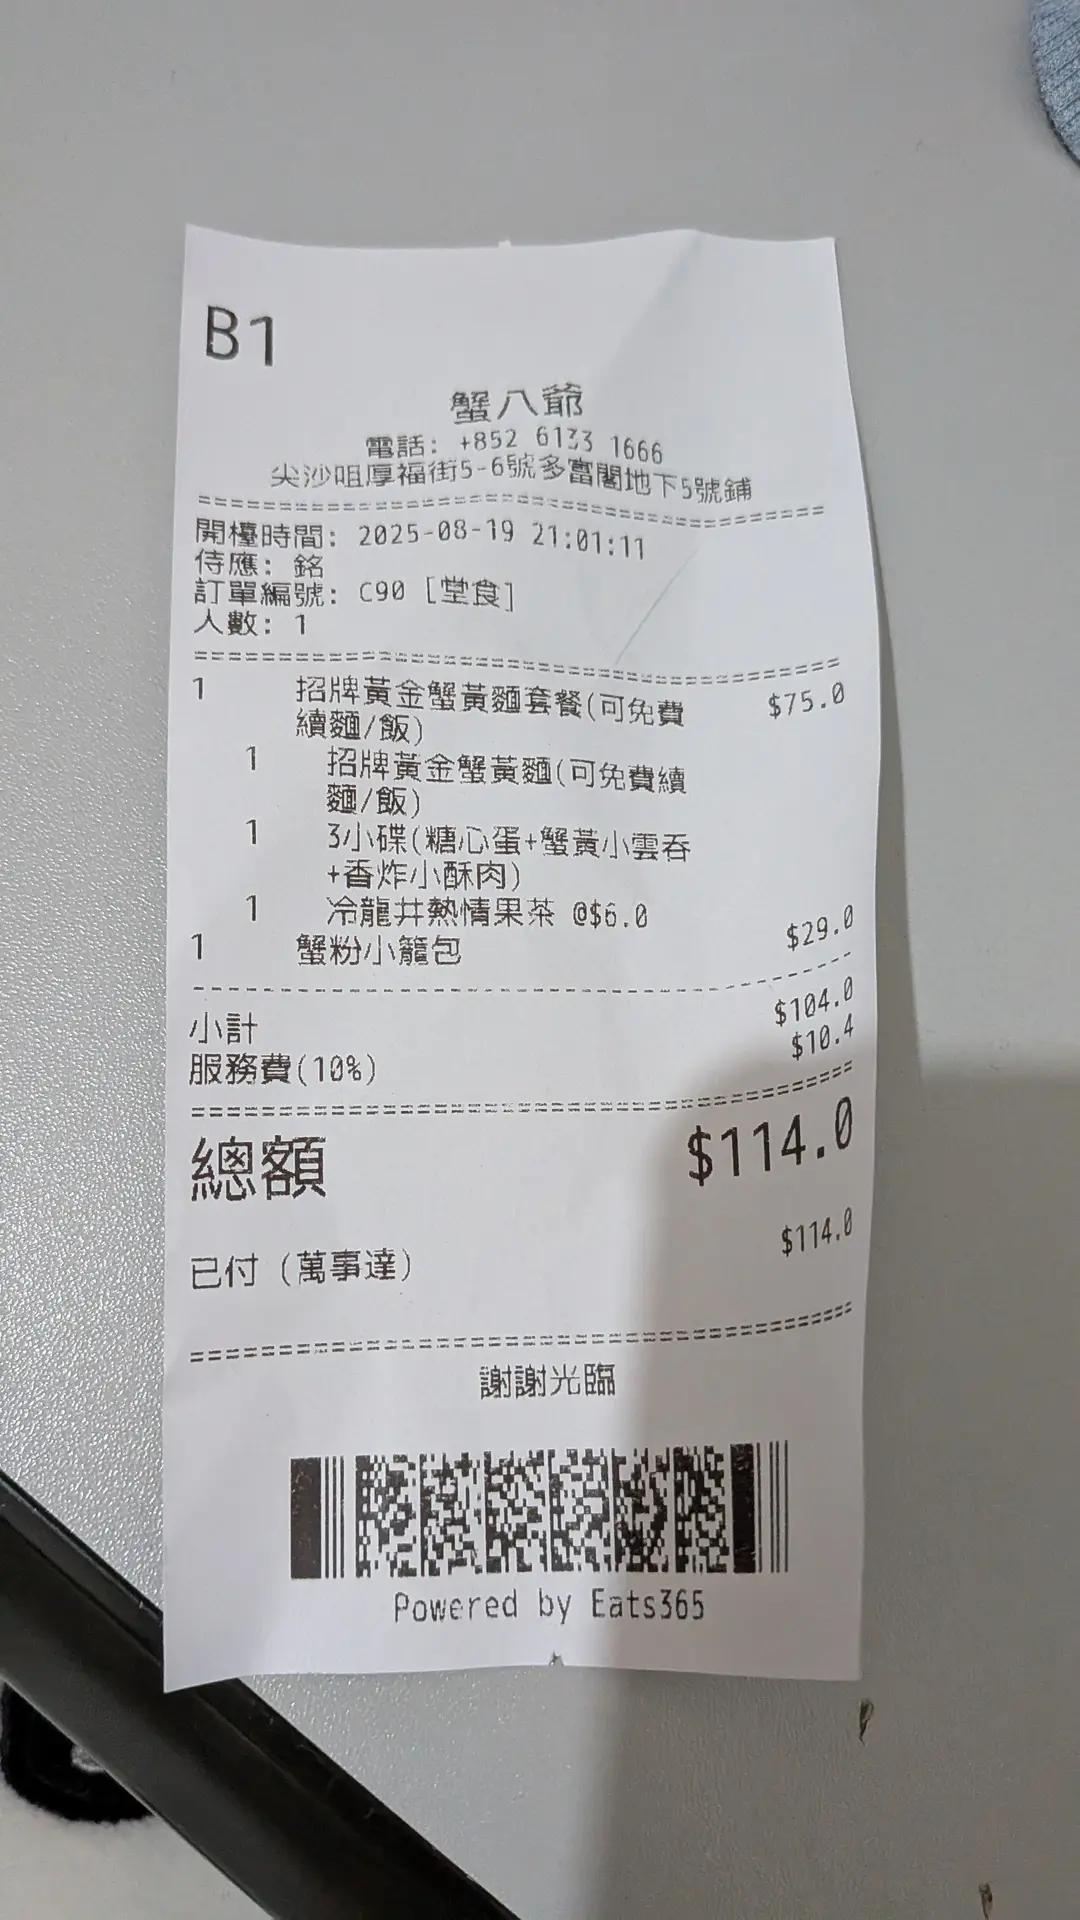 B1
蟹八爺
電話: +852 6133 1666
尖沙咀厚福街5-6號多富閣地下5號鋪
開檯時間: 2025-08-19 21:01:11
侍應: 銘
訂單編號: C90 [堂食]
人數: 1
1 招牌黃金蟹黃麵套餐(可免費 $75.0
續麵/飯)
1 招牌黃金蟹黃麵(可免費續
麵/飯)
1 3小碟(糖心蛋+蟹黃小雲吞
+香炸小酥肉)
1 冷龍井熱情果茶 @$6.0
1 蟹粉小籠包 $29.0
小計 $104.0
服務費(10%) $10.4
總額 $114.0
已付 (萬事達) $114.0
謝謝光臨
Powered by Eats365